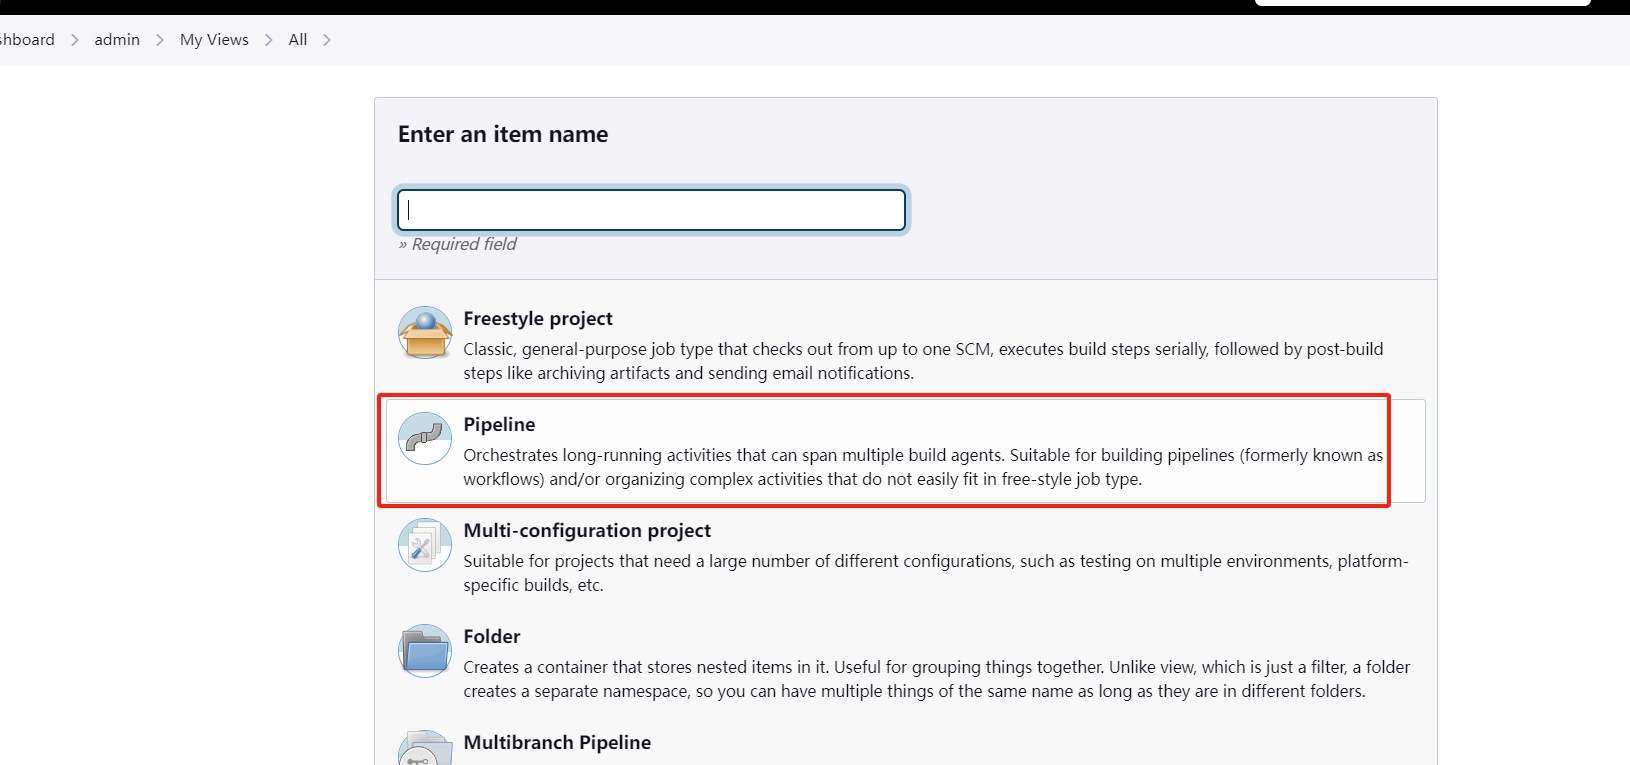 shboard > admin > My Views > All >
Enter an item name
» Required field
Freestyle project
Classic, general-purpose job type that checks out from up to one SCM, executes build steps serially, followed by post-build
steps like archiving artifacts and sending email notifications.
Pipeline
Orchestrates long-running activities that can span multiple build agents. Suitable for building pipelines (formerly known as
workflows) and/or organizing complex activities that do not easily fit in free-style job type.
Multi-configuration project
Suitable for projects that need a large number of different configurations, such as testing on multiple environments, platform-
specific builds, etc.
Folder
Creates a container that stores nested items in it. Useful for grouping things together. Unlike view, which is just a filter, a folder
creates a separate namespace, so you can have multiple things of the same name as long as they are in different folders.
Multibranch Pipeline